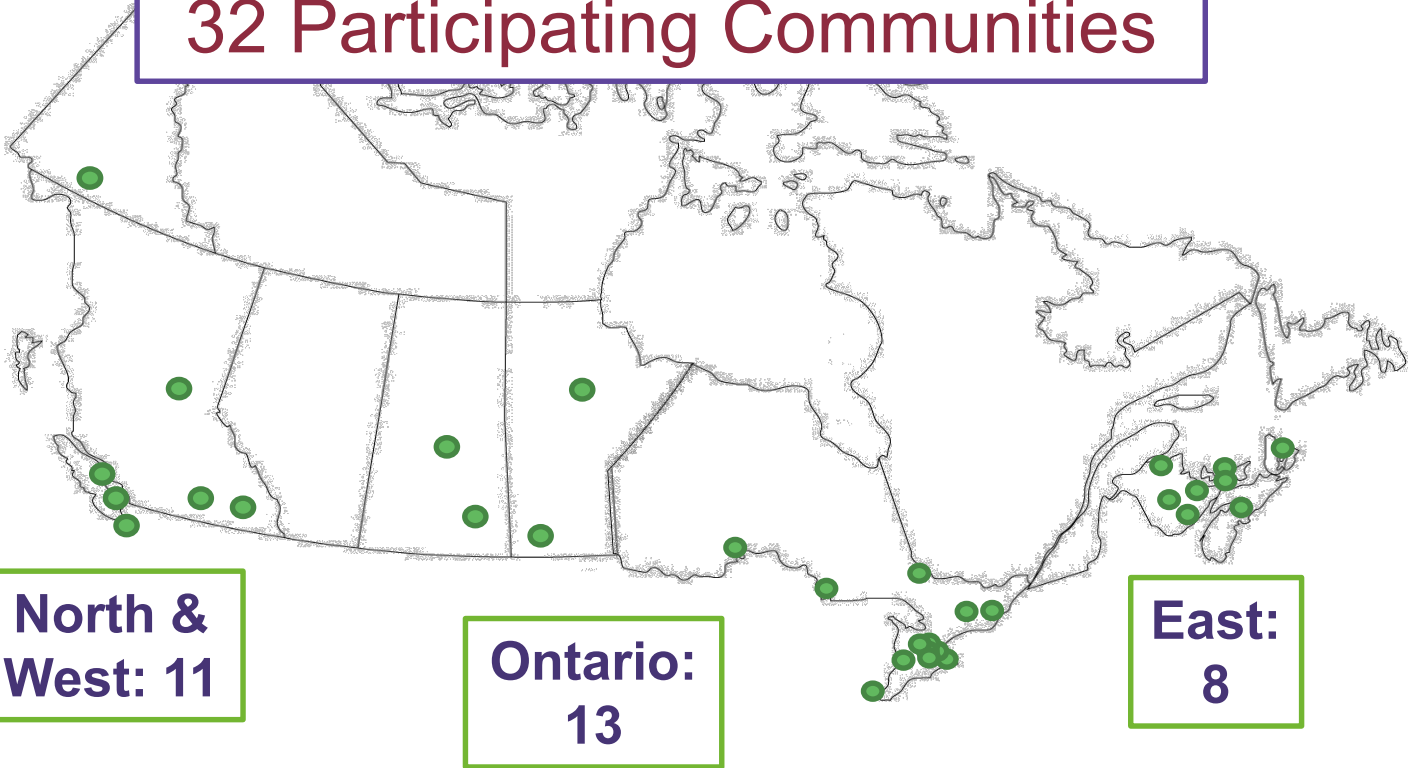 32 Participating Communities
North &
West: 11
Ontario:
13
East:
8